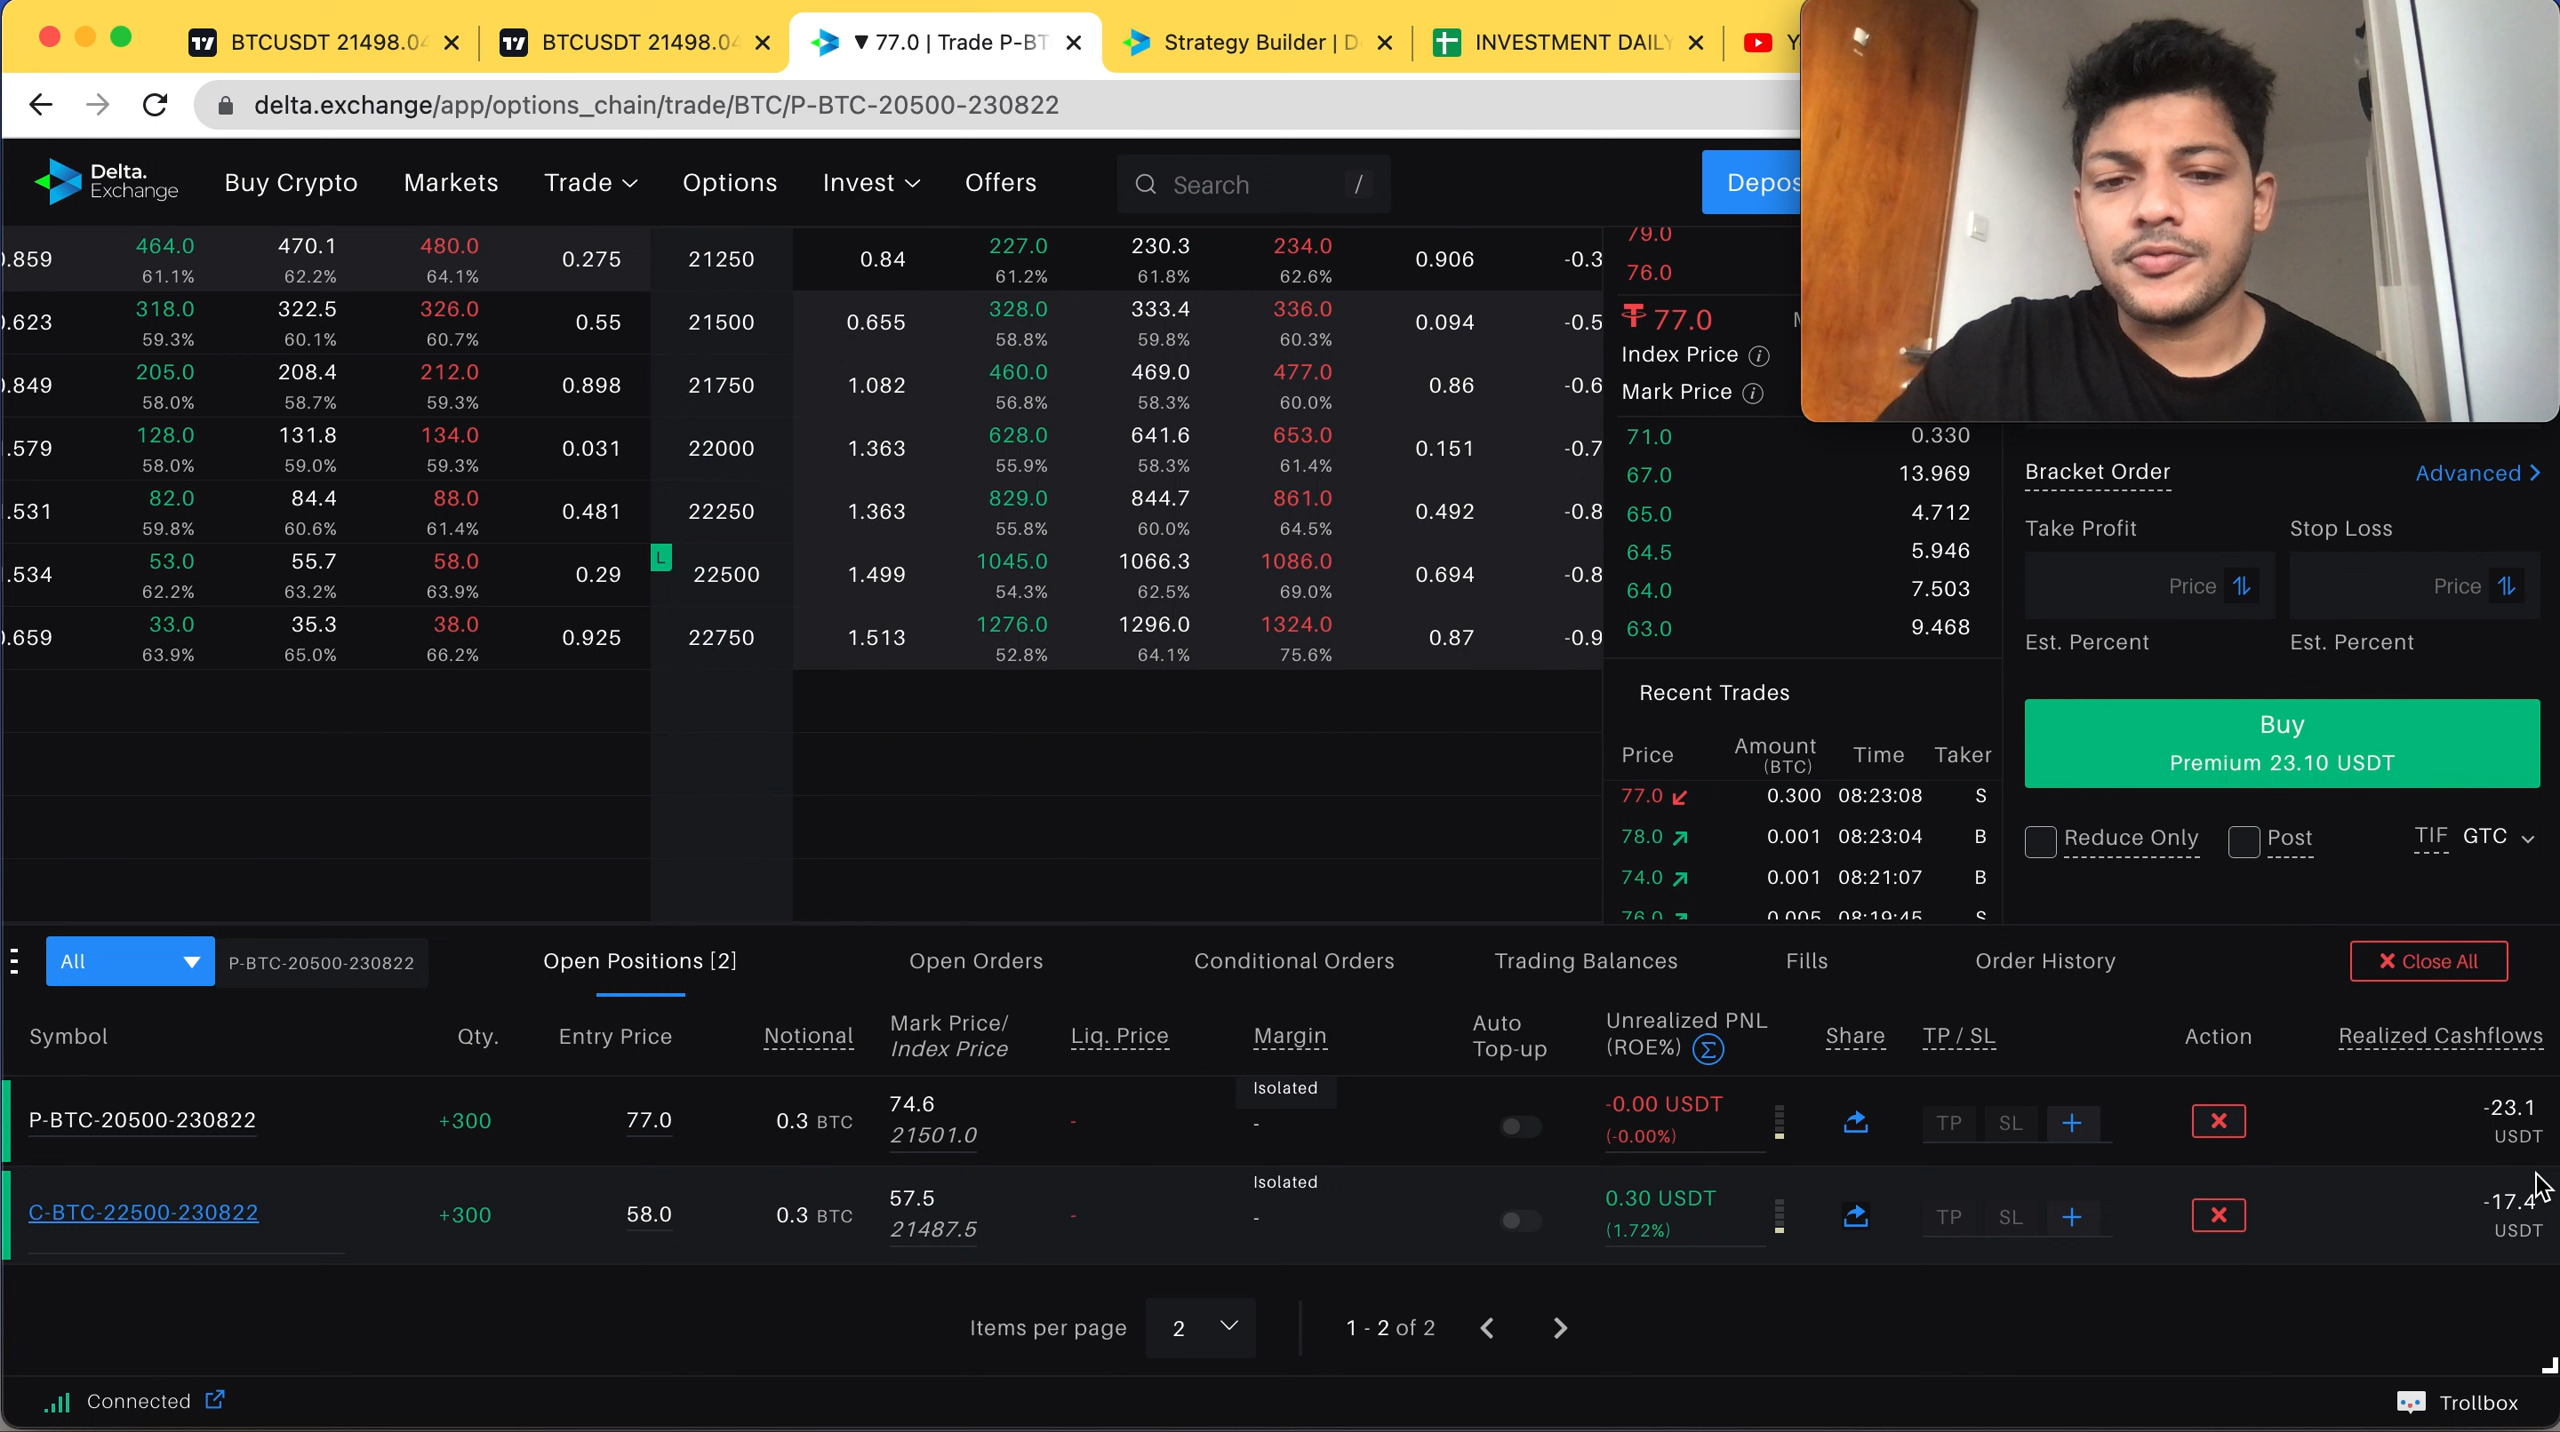 BTCUSDT 21498.04
BTCUSDT 21498.04
▼ 77.0 | Trade P-BT
Strategy Builder | D
INVESTMENT DAILY
Y
delta.exchange/app/options_chain/trade/BTC/P-BTC-20500-230822
Delta.
Exchange
Buy Crypto
Markets
Trade
Options
Invest
Offers
Search
/
Depos
.859 464.0 470.1 480.0 0.275 21250 0.84 227.0 230.3 234.0 0.906 -0.3
61.1% 62.2% 64.1% 61.2% 61.8% 62.6%
.623 318.0 322.5 326.0 0.55 21500 0.655 328.0 333.4 336.0 0.094 -0.5
59.3% 60.1% 60.7% 58.8% 59.8% 60.3%
.849 205.0 208.4 212.0 0.898 21750 1.082 460.0 469.0 477.0 0.86 -0.6
58.0% 58.7% 59.3% 56.8% 58.3% 60.0%
.579 128.0 131.8 134.0 0.031 22000 1.363 628.0 641.6 653.0 0.151 -0.7
58.0% 59.0% 59.3% 55.9% 58.3% 61.4%
.531 82.0 84.4 88.0 0.481 22250 1.363 829.0 844.7 861.0 0.492 -0.8
59.8% 60.6% 61.4% 55.8% 60.0% 64.5%
.534 53.0 55.7 58.0 0.29 L 22500 1.499 1045.0 1066.3 1086.0 0.694 -0.8
62.2% 63.2% 63.9% 54.3% 62.5% 69.0%
0.659 33.0 35.3 38.0 0.925 22750 1.513 1276.0 1296.0 1324.0 0.87 -0.9
63.9% 65.0% 66.2% 52.8% 64.1% 75.6%
79.0
76.0
77.0
Index Price
Mark Price
71.0 0.330
67.0 13.969
65.0 4.712
64.5 5.946
64.0 7.503
63.0 9.468
Recent Trades
Price Amount (BTC) Time Taker
77.0 0.300 08:23:08 S
78.0 0.001 08:23:04 B
74.0 0.001 08:21:07 B
76.0 0.005 08:19:45 S
Bracket Order Advanced
Take Profit Stop Loss
Price Price
Est. Percent Est. Percent
Buy
Premium 23.10 USDT
Reduce Only Post TIF GTC
All P-BTC-20500-230822 Open Positions [2] Open Orders Conditional Orders Trading Balances Fills Order History Close All
Symbol Qty. Entry Price Notional Mark Price/ Index Price Liq. Price Margin Auto Top-up Unrealized PNL (ROE%) Share TP / SL Action Realized Cashflows
P-BTC-20500-230822 +300 77.0 0.3 BTC 74.6 - Isolated - -0.00 USDT TP SL -23.1
21501.0 (-0.00%) USDT
C-BTC-22500-230822 +300 58.0 0.3 BTC 57.5 - Isolated - 0.30 USDT TP SL -17.4
21487.5 (1.72%) USDT
Items per page 2 1 - 2 of 2
Connected
Trollbox